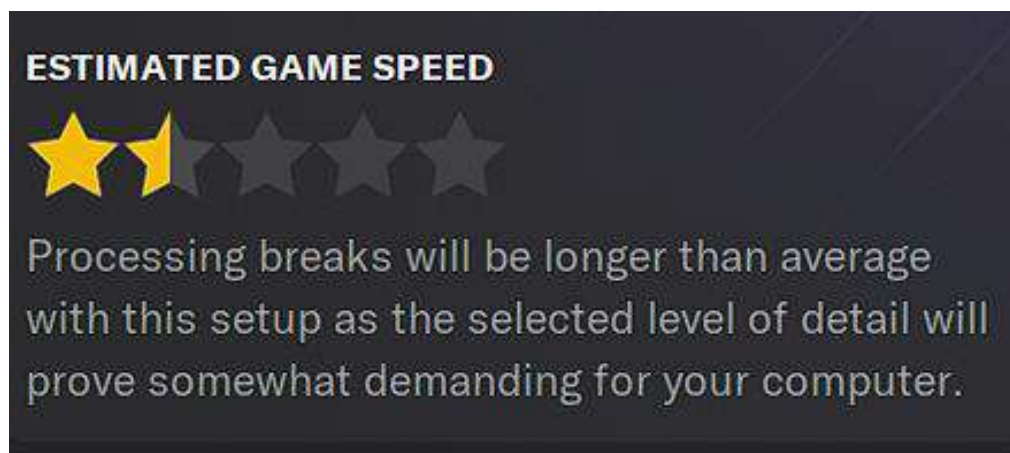 ESTIMATED GAME SPEED
Processing breaks will be longer than average
with this setup as the selected level of detail will
prove somewhat demanding for your computer.